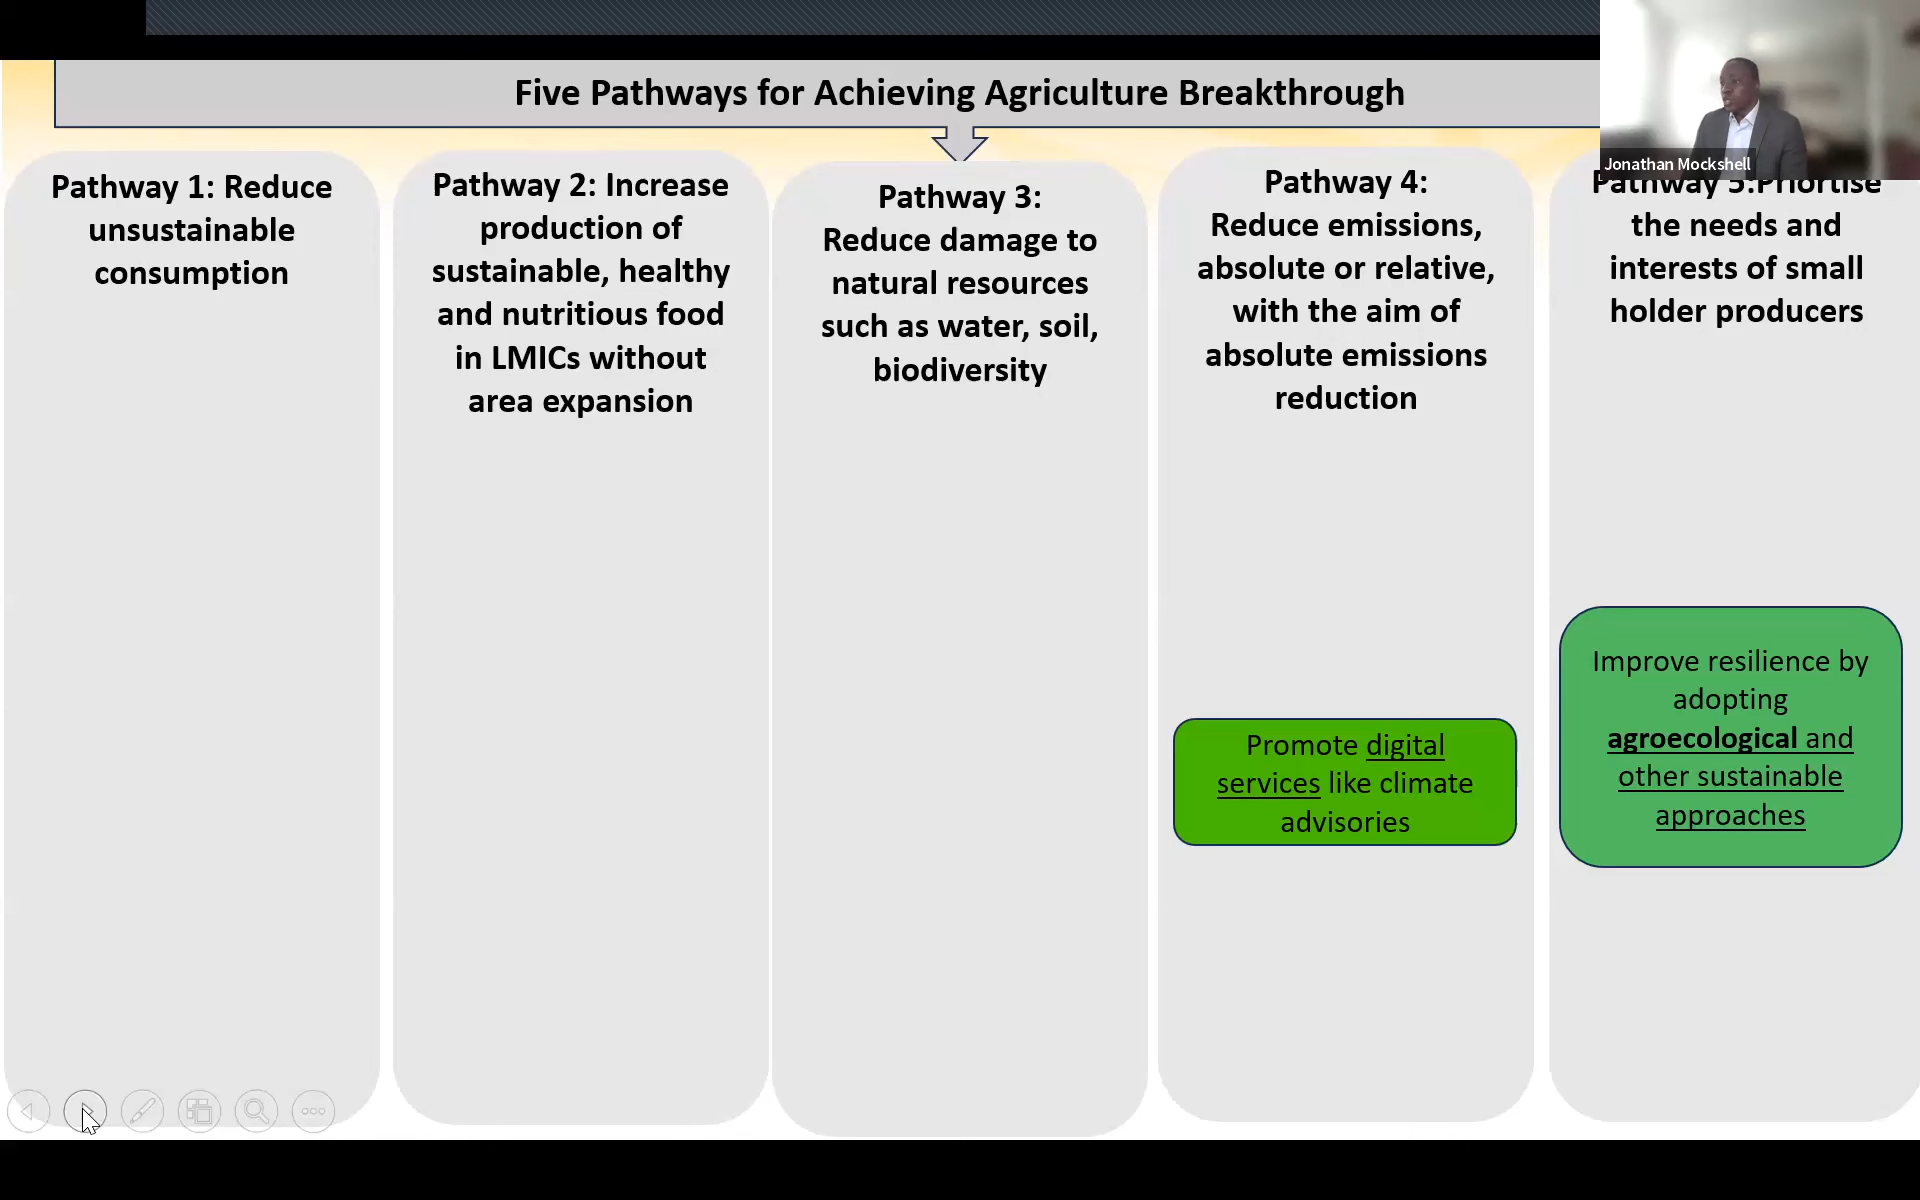 Five Pathways for Achieving Agriculture Breakthrough
Jonathan Mockshell
Pathway 1: Reduce
unsustainable
consumption
Pathway 2: Increase
production of
sustainable, healthy
and nutritious food
in LMICs without
area expansion
Pathway 3:
Reduce damage to
natural resources
such as water, soil,
biodiversity
Pathway 4:
Reduce emissions,
absolute or relative,
with the aim of
absolute emissions
reduction
Promote digital
services like climate
advisories
Pathway 5:Priortise
the needs and
interests of small
holder producers
Improve resilience by
adopting
agroecological and
other sustainable
approaches